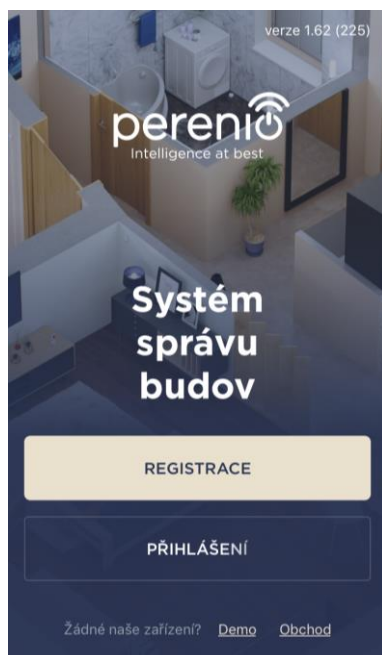 verze 1.62 (225)
perenio
Intelligence at best
Systém
správu
budov
REGISTRACE
PŘIHLÁŠENÍ
Žádné naše zařízení? Demo Obchod